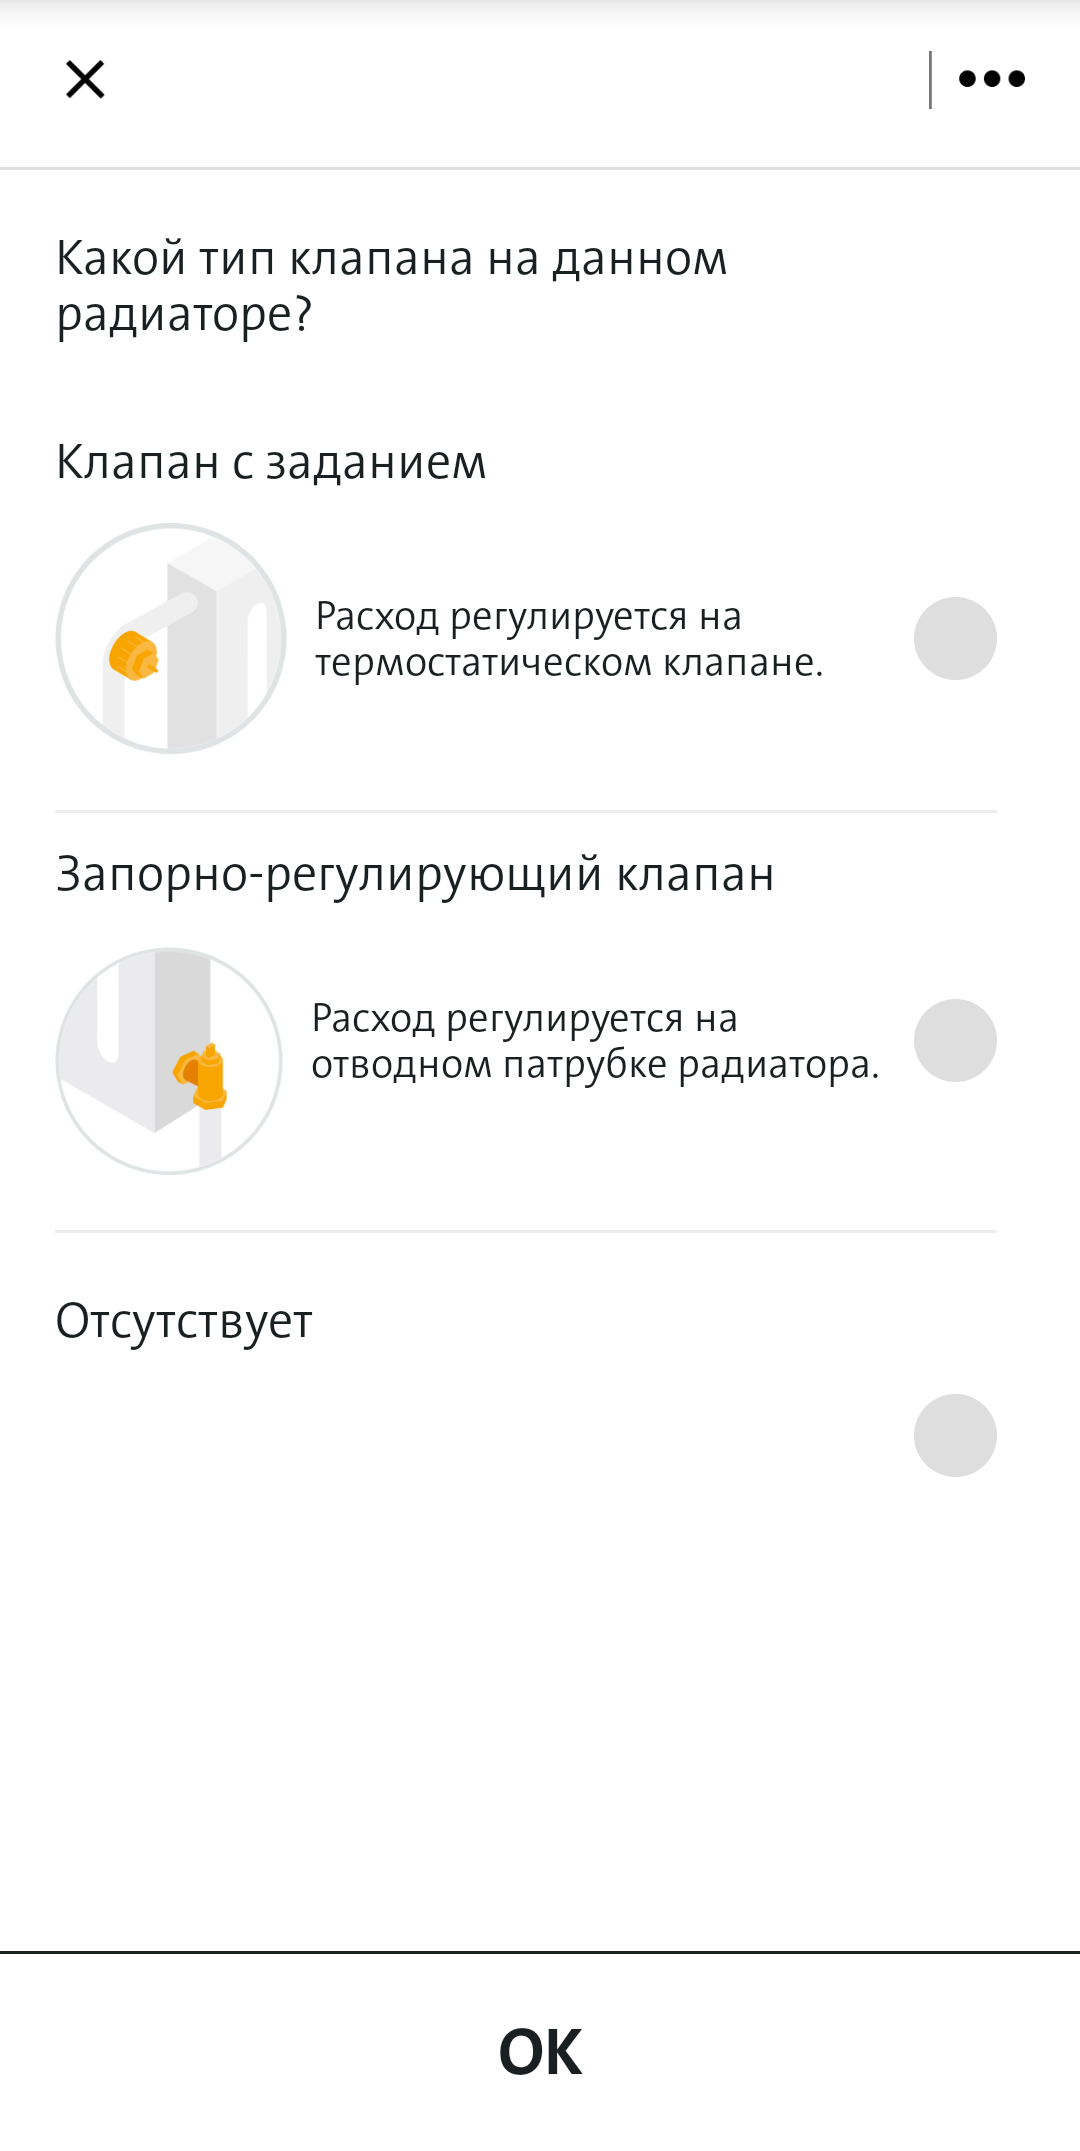 Какой тип клапана на данном
радиаторе?
Клапан с заданием
Расход регулируется на
термостатическом клапане.
Запорно-регулирующий клапан
Расход регулируется на
отводном патрубке радиатора.
Отсутствует
ОК